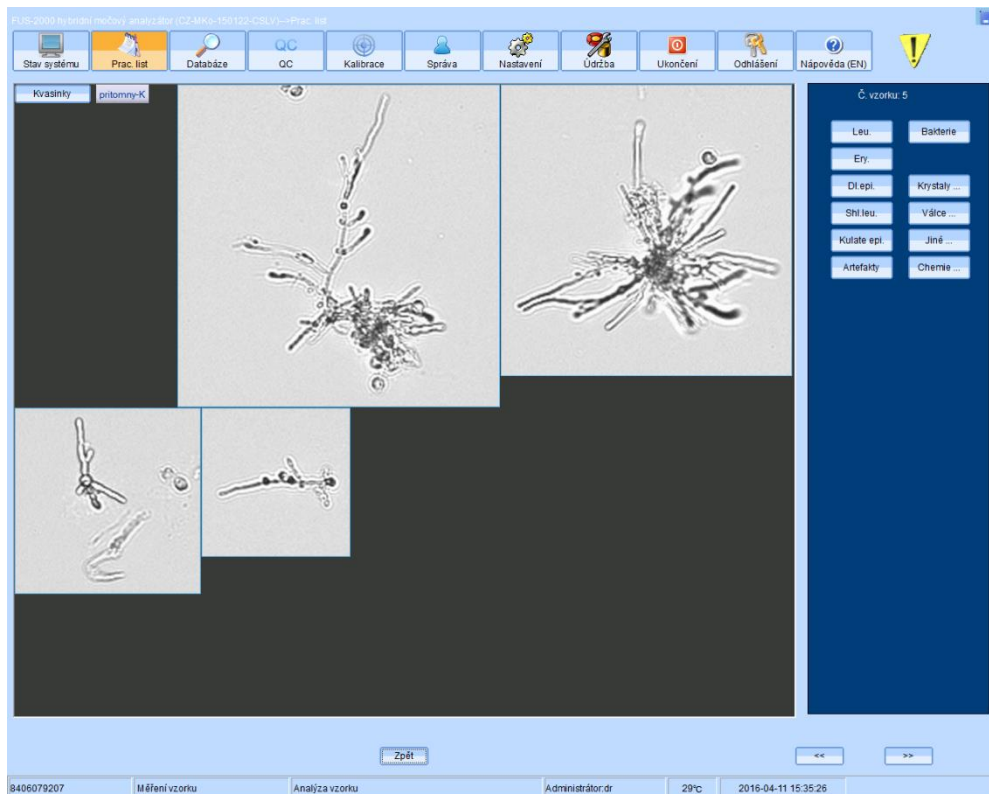 FUS-2000 hybridní močový analyzátor (CZ-MKo-150122-CSLV)-->Prac. list
Stav systému Prac. list Databáze QC Kalibrace Správa Nastavení Údržba Ukončení Odhlášení Nápověda (EN)
QC
Kvasinky pritomny-K
Č. vzorku: 5
Leu. Bakterie
Ery.
Dl.epi. Krystaly ...
Shl.leu. Válce ...
Kulate epi. Jiné ...
Artefakty Chemie ...
Zpět << >>
8406079207 Měření vzorku Analýza vzorku Administrátor:dr 29°C 2016-04-11 15:35:26